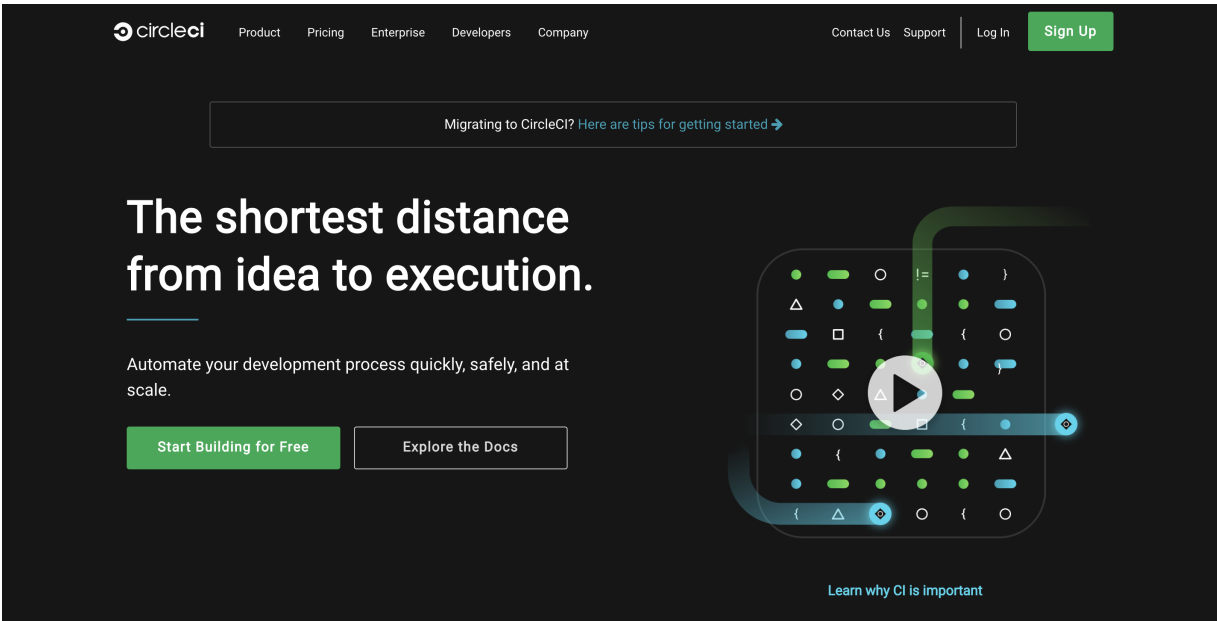 circleci
Product Pricing Enterprise Developers Company
Contact Us Support Log In Sign Up
Migrating to CircleCI? Here are tips for getting started →
The shortest distance
from idea to execution.
Automate your development process quickly, safely, and at
scale.
Start Building for Free
Explore the Docs
!= }
{ {
}
{
{
{ {
Learn why CI is important